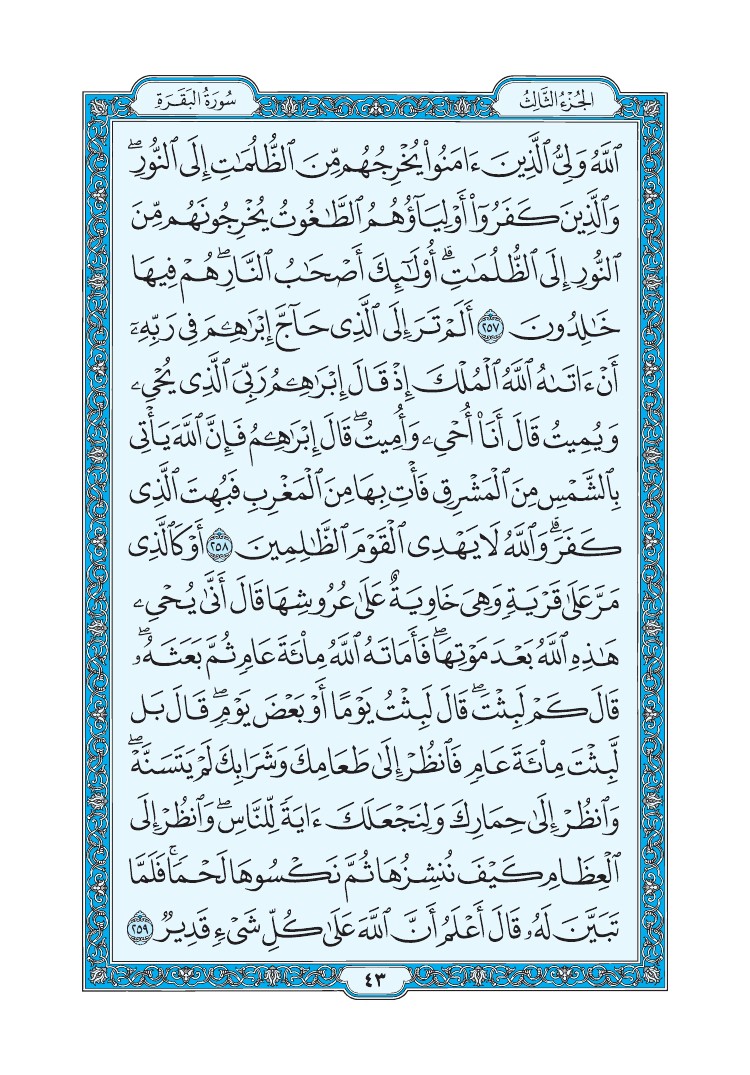 الجزء الثالث
سورة البقرة
ٱللَّهُ وَلِيُّ ٱلَّذِينَ ءَامَنُوا۟ يُخْرِجُهُم مِّنَ ٱلظُّلُمَٰتِ إِلَى ٱلنُّورِ ۖ
وَٱلَّذِينَ كَفَرُوٓا۟ أَوْلِيَآؤُهُمُ ٱلطَّٰغُوتُ يُخْرِجُونَهُم مِّنَ
ٱلنُّورِ إِلَى ٱلظُّلُمَٰتِ ۗ أُو۟لَٰٓئِكَ أَصْحَٰبُ ٱلنَّارِ ۖ هُمْ فِيهَا
خَٰلِدُونَ ٢٥٧ أَلَمْ تَرَ إِلَى ٱلَّذِى حَآجَّ إِبْرَٰهِۦمَ فِى رَبِّهِۦٓ
أَنْ ءَاتَىٰهُ ٱللَّهُ ٱلْمُلْكَ إِذْ قَالَ إِبْرَٰهِۦمُ رَبِّىَ ٱلَّذِى يُحْىِۦ
وَيُمِيتُ قَالَ أَنَا۠ أُحْىِۦ وَأُمِيتُ ۖ قَالَ إِبْرَٰهِۦمُ فَإِنَّ ٱللَّهَ يَأْتِى
بِٱلشَّمْسِ مِنَ ٱلْمَشْرِقِ فَأْتِ بِهَا مِنَ ٱلْمَغْرِبِ فَبُهِتَ ٱلَّذِى
كَفَرَ ۗ وَٱللَّهُ لَا يَهْدِى ٱلْقَوْمَ ٱلظَّٰلِمِينَ ٢٥٨ أَوْ كَٱلَّذِى
مَرَّ عَلَىٰ قَرْيَةٍ وَهِىَ خَاوِيَةٌ عَلَىٰ عُرُوشِهَا قَالَ أَنَّىٰ يُحْىِۦ
هَٰذِهِ ٱللَّهُ بَعْدَ مَوْتِهَا ۖ فَأَمَاتَهُ ٱللَّهُ مِا۟ئَةَ عَامٍ ثُمَّ بَعَثَهُۥ ۖ
قَالَ كَمْ لَبِثْتَ ۖ قَالَ لَبِثْتُ يَوْمًا أَوْ بَعْضَ يَوْمٍ ۖ قَالَ بَل
لَّبِثْتَ مِا۟ئَةَ عَامٍ فَٱنظُرْ إِلَىٰ طَعَامِكَ وَشَرَابِكَ لَمْ يَتَسَنَّهْ ۖ
وَٱنظُرْ إِلَىٰ حِمَارِكَ وَلِنَجْعَلَكَ ءَايَةً لِّلنَّاسِ ۖ وَٱنظُرْ إِلَى
ٱلْعِظَامِ كَيْفَ نُنشِزُهَا ثُمَّ نَكْسُوهَا لَحْمًا ۚ فَلَمَّا
تَبَيَّنَ لَهُۥ قَالَ أَعْلَمُ أَنَّ ٱللَّهَ عَلَىٰ كُلِّ شَىْءٍ قَدِيرٌ ٢٥٩
٤٣